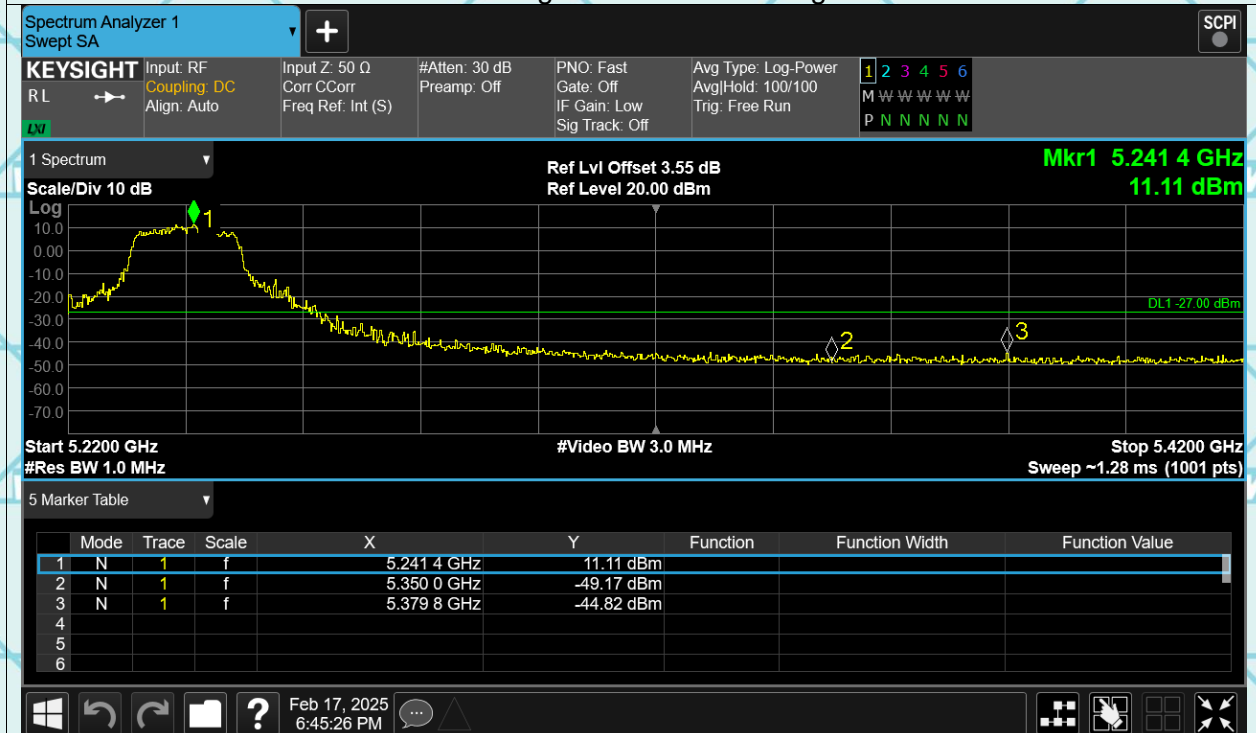 Spectrum Analyzer 1
Swept SA
+
SCPI
KEYSIGHT
RL
LXI
Input: RF
Coupling: DC
Align: Auto
Input Z: 50 Ω
Corr CCorr
Freq Ref: Int (S)
#Atten: 30 dB
Preamp: Off
PNO: Fast
Gate: Off
IF Gain: Low
Sig Track: Off
Avg Type: Log-Power
Avg|Hold: 100/100
Trig: Free Run
1 2 3 4 5 6
M W W W W W
P N N N N N
1 Spectrum
Scale/Div 10 dB
Ref Lvl Offset 3.55 dB
Ref Level 20.00 dBm
Mkr1 5.241 4 GHz
11.11 dBm
Log
10.0
0.00
-10.0
-20.0
-30.0
-40.0
-50.0
-60.0
-70.0
1
2
3
DL1 -27.00 dBm
Start 5.2200 GHz
#Video BW 3.0 MHz
Stop 5.4200 GHz
#Res BW 1.0 MHz
Sweep ~1.28 ms (1001 pts)
5 Marker Table
Mode Trace Scale X Y Function Function Width Function Value
1 N 1 f 5.241 4 GHz 11.11 dBm
2 N 1 f 5.350 0 GHz -49.17 dBm
3 N 1 f 5.379 8 GHz -44.82 dBm
4
5
6
?
Feb 17, 2025
6:45:26 PM